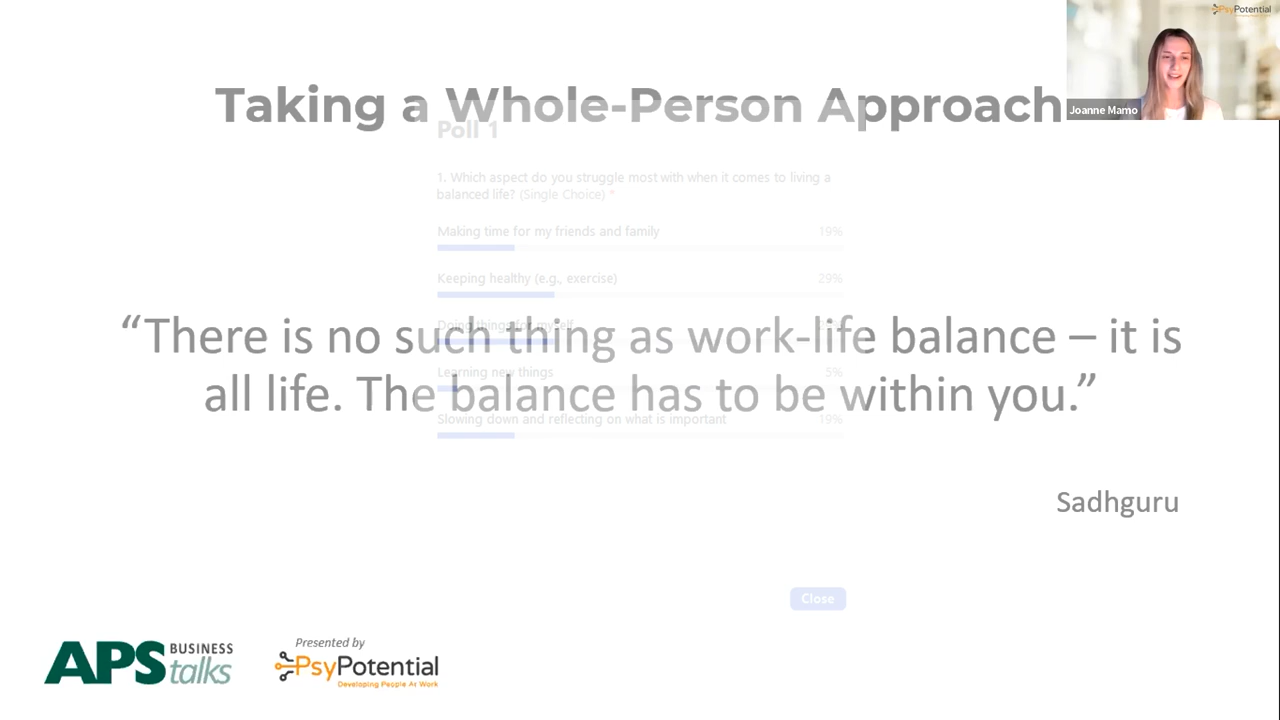 PsyPotential
Joanne Mamo
Taking a Whole-Person Approach
Poll 1
1. Which aspect do you struggle most with when it comes to living a
balanced life? (Single Choice) *
Making time for my friends and family 19%
Keeping healthy (e.g., exercise) 29%
Doing things for myself
“There is no such thing as work-life balance – it is
Learning new things 5%
all life. The balance has to be within you.”
Slowing down and reflecting on what is important 19%
Sadhguru
Close
APS BUSINESS
talks
Presented by
PsyPotential
Developing People At Work